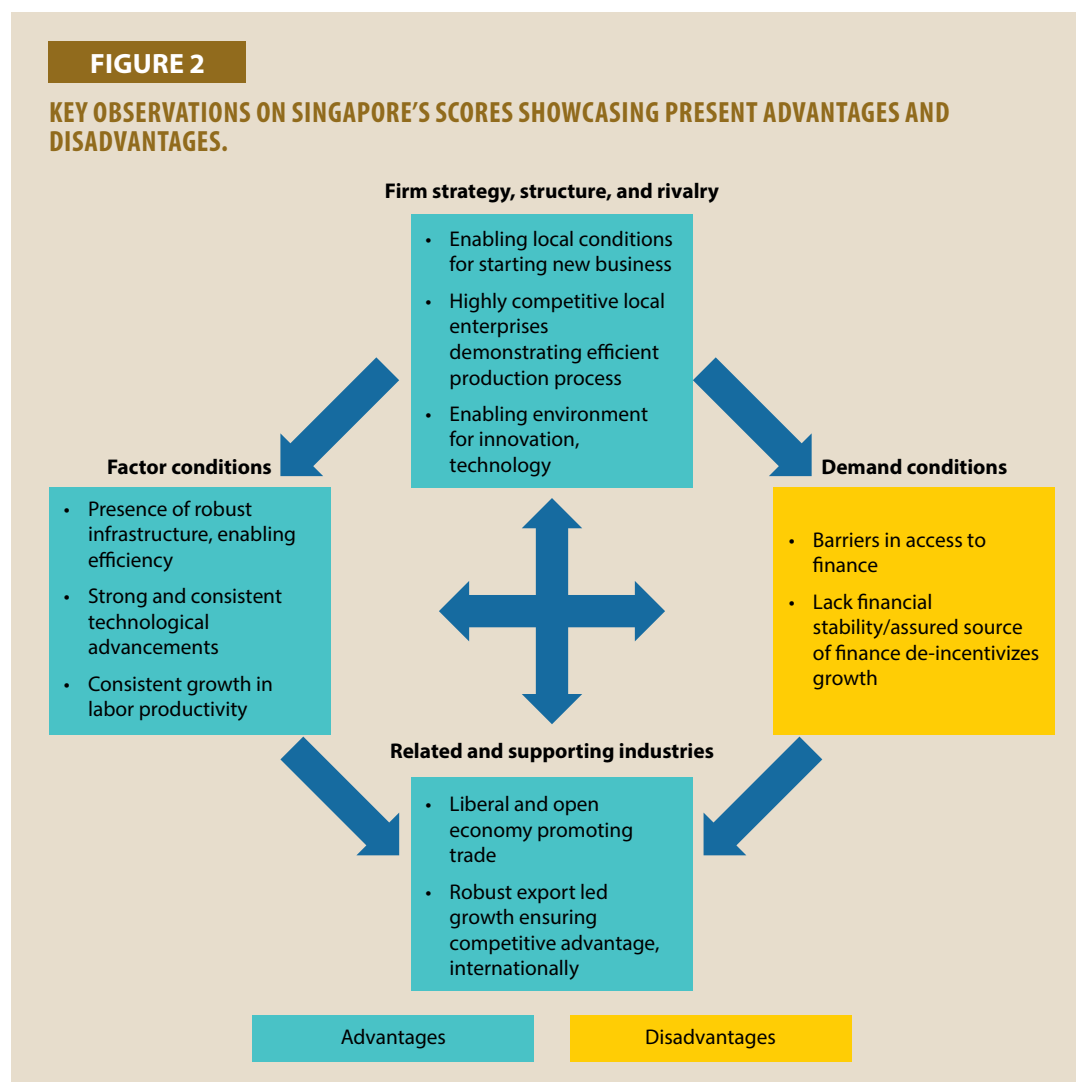 FIGURE 2
KEY OBSERVATIONS ON SINGAPORE'S SCORES SHOWCASING PRESENT ADVANTAGES AND
DISADVANTAGES.
Firm strategy, structure, and rivalry
• Enabling local conditions
for starting new business
• Highly competitive local
enterprises
demonstrating efficient
production process
• Enabling environment
for innovation,
technology
Factor conditions
• Presence of robust
infrastructure, enabling
efficiency
• Strong and consistent
technological
advancements
• Consistent growth in
labor productivity
Demand conditions
• Barriers in access to
finance
• Lack financial
stability/assured source
of finance de-incentivizes
growth
Related and supporting industries
• Liberal and open
economy promoting
trade
• Robust export led
growth ensuring
competitive advantage,
internationally
Advantages
Disadvantages